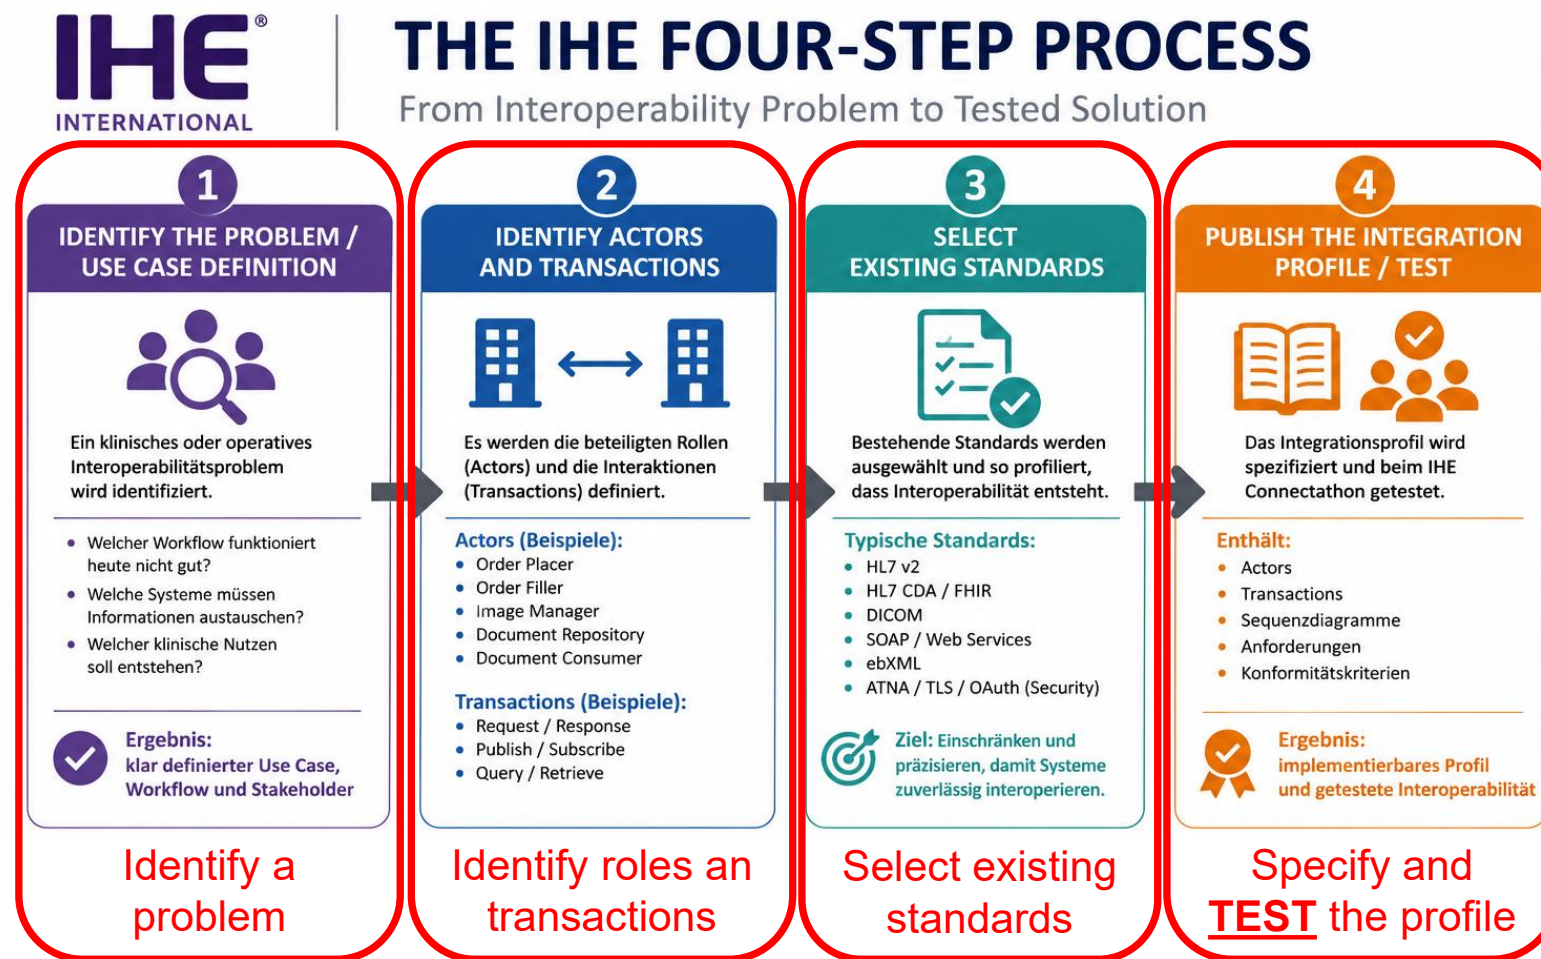 IHE®
INTERNATIONAL
THE IHE FOUR-STEP PROCESS
From Interoperability Problem to Tested Solution
1
IDENTIFY THE PROBLEM /
USE CASE DEFINITION
Ein klinisches oder operatives
Interoperabilitätsproblem
wird identifiziert.
• Welcher Workflow funktioniert
heute nicht gut?
• Welche Systeme müssen
Informationen austauschen?
• Welcher klinische Nutzen
soll entstehen?
Ergebnis:
klar definierter Use Case,
Workflow und Stakeholder
Identify a
problem
2
IDENTIFY ACTORS
AND TRANSACTIONS
Es werden die beteiligten Rollen
(Actors) und die Interaktionen
(Transactions) definiert.
Actors (Beispiele):
• Order Placer
• Order Filler
• Image Manager
• Document Repository
• Document Consumer
Transactions (Beispiele):
• Request / Response
• Publish / Subscribe
• Query / Retrieve
Identify roles an
transactions
3
SELECT
EXISTING STANDARDS
Bestehende Standards werden
ausgewählt und so profiliert,
dass Interoperabilität entsteht.
Typische Standards:
• HL7 v2
• HL7 CDA / FHIR
• DICOM
• SOAP / Web Services
• ebXML
• ATNA / TLS / OAuth (Security)
Ziel: Einschränken und
präzisieren, damit Systeme
zuverlässig interoperieren.
Select existing
standards
4
PUBLISH THE INTEGRATION
PROFILE / TEST
Das Integrationsprofil wird
spezifiziert und beim IHE
Connectathon getestet.
Enthält:
• Actors
• Transactions
• Sequenzdiagramme
• Anforderungen
• Konformitätskriterien
Ergebnis:
implementierbares Profil
und getestete Interoperabilität
Specify and
TEST the profile